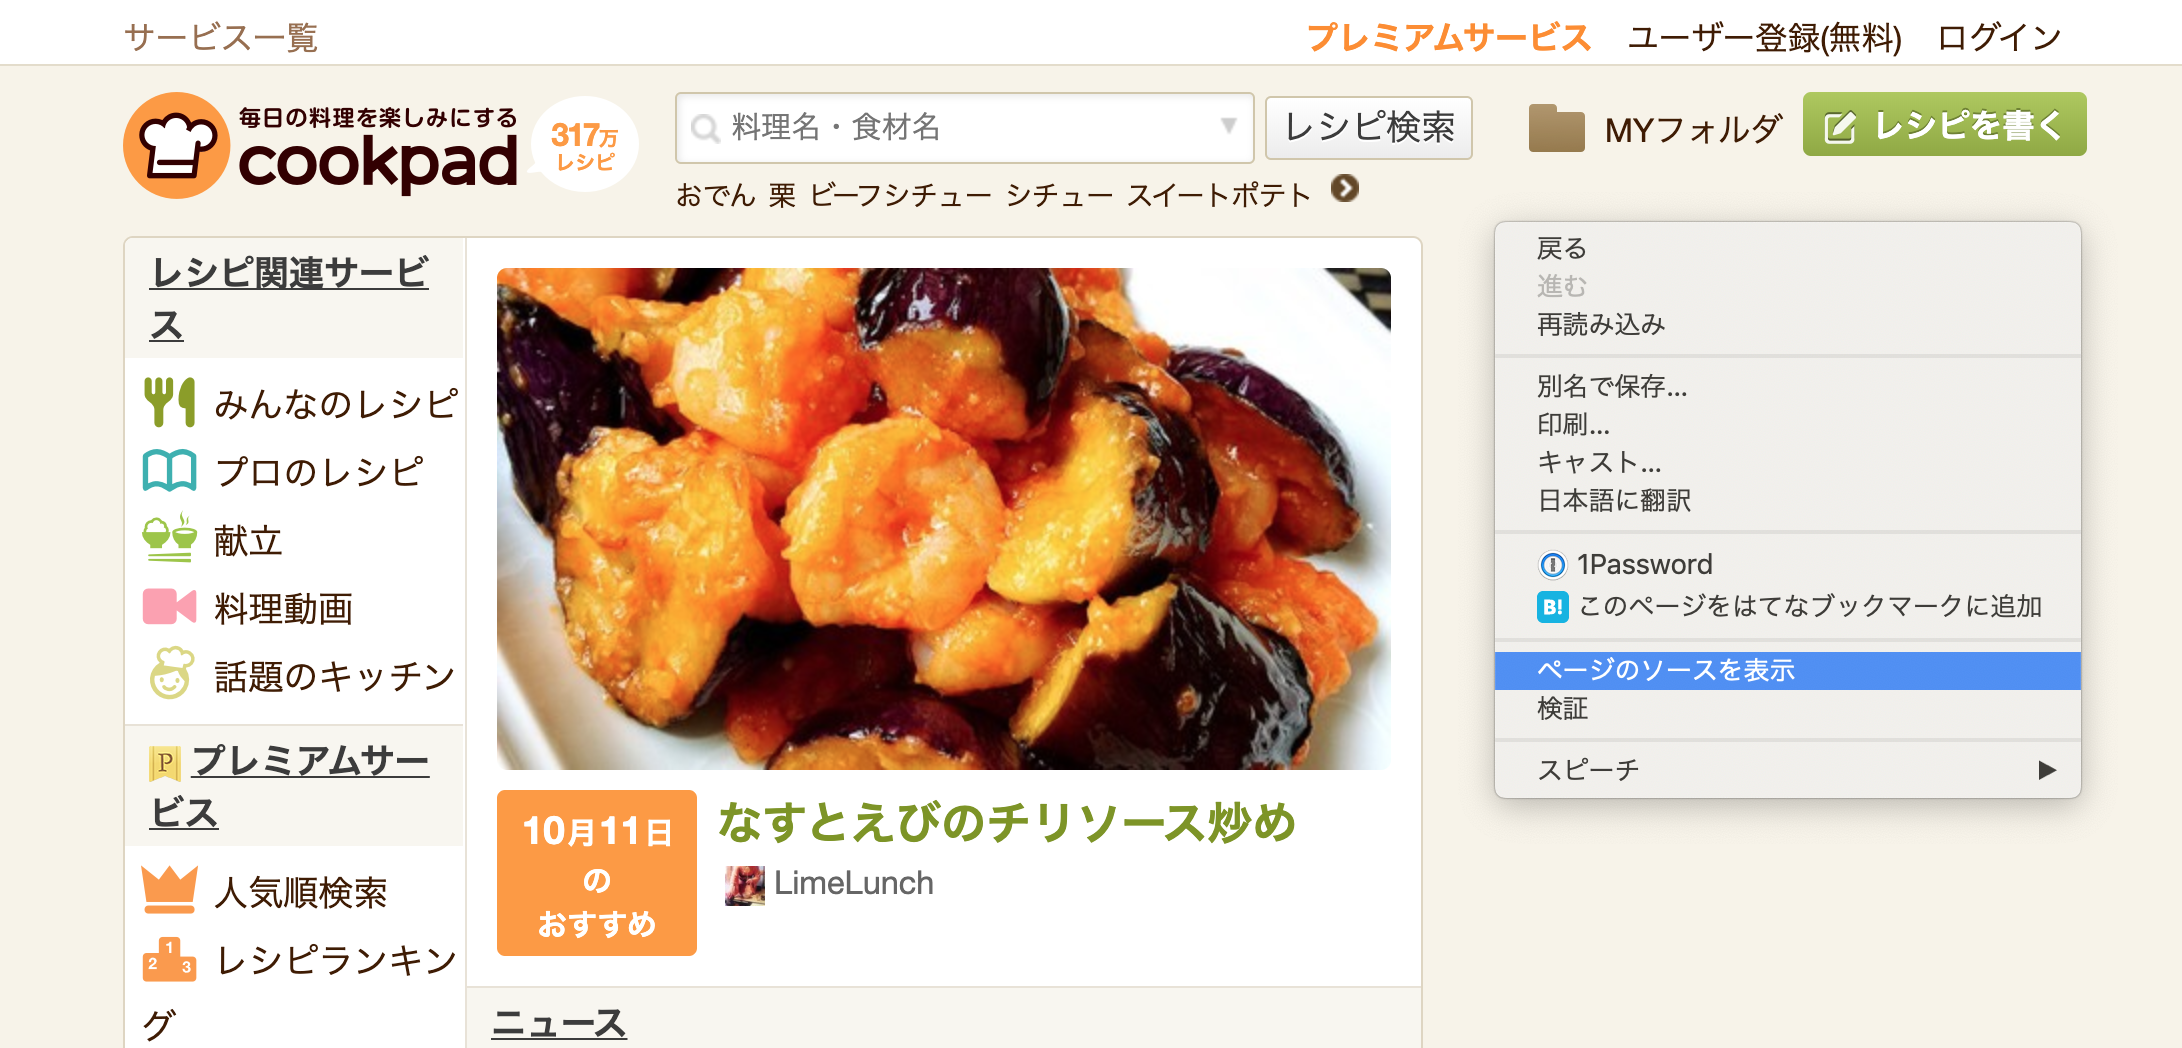 サービス一覧
プレミアムサービス ユーザー登録(無料) ログイン
毎日の料理を楽しみにする
cookpad
317万
レシピ
料理名・食材名
レシピ検索
MYフォルダ
レシピを書く
おでん 栗 ビーフシチュー シチュー スイートポテト
レシピ関連サービ
ス
みんなのレシピ
プロのレシピ
献立
料理動画
話題のキッチン
P プレミアムサー
ビス
人気順検索
1
2 3
レシピランキン
グ
10月11日
の
おすすめ
なすとえびのチリソース炒め
LimeLunch
ニュース
戻る
進む
再読み込み
別名で保存...
印刷...
キャスト...
日本語に翻訳
1Password
B! このページをはてなブックマークに追加
ページのソースを表示
検証
スピーチ